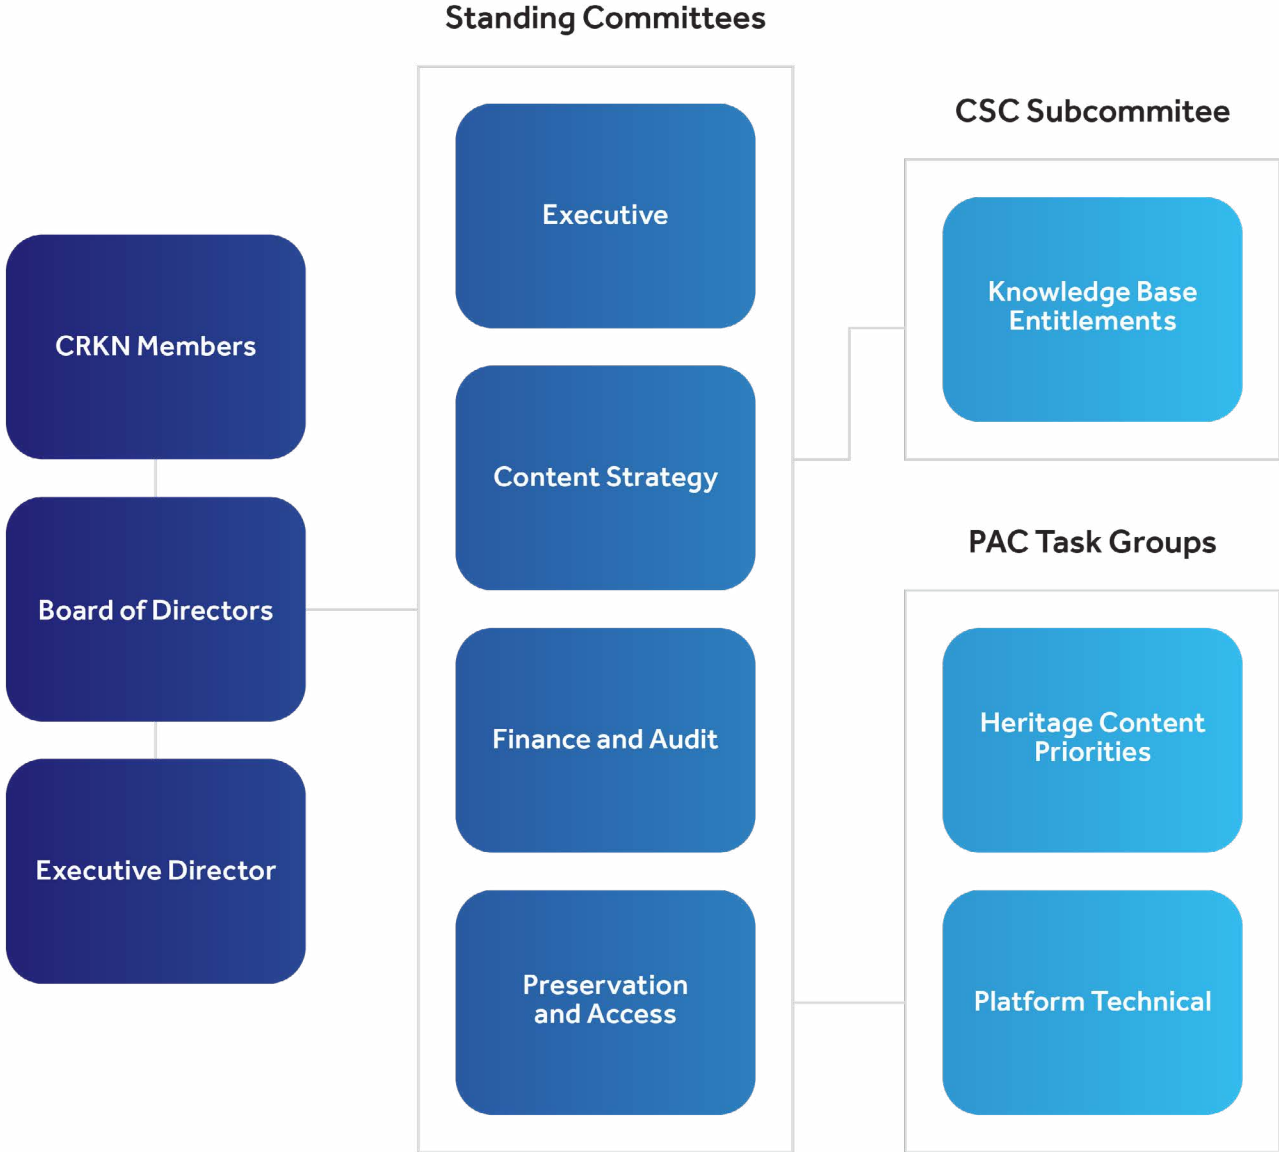 Standing Committees
CSC Subcommitee
Executive
Knowledge Base
Entitlements
CRKN Members
Content Strategy
PAC Task Groups
Board of Directors
Finance and Audit
Heritage Content
Priorities
Executive Director
Preservation
and Access
Platform Technical